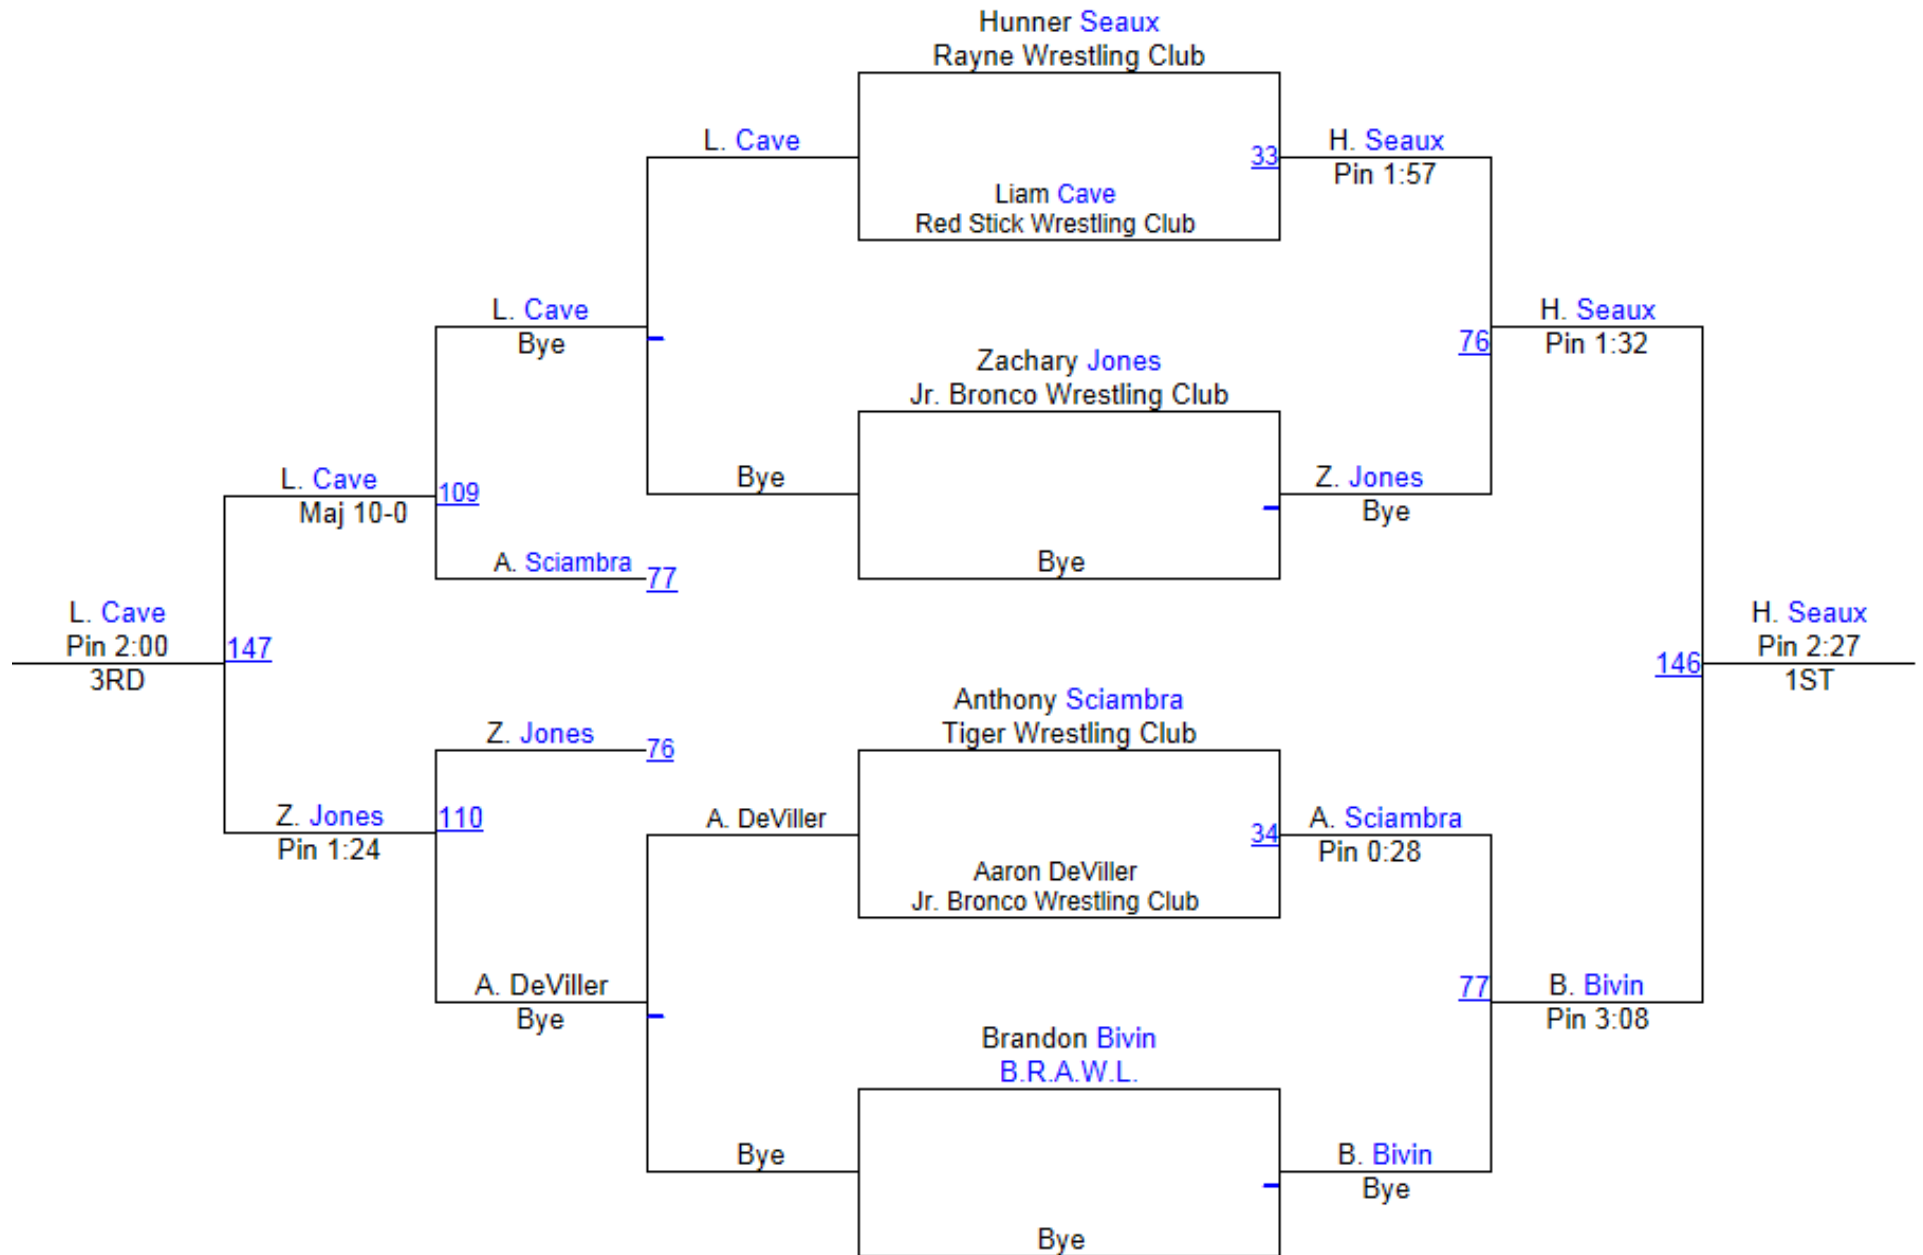 Hunner Seaux
Rayne Wrestling Club
L. Cave
33
H. Seaux
Pin 1:57
Liam Cave
Red Stick Wrestling Club
L. Cave
Bye
76
H. Seaux
Pin 1:32
Zachary Jones
Jr. Bronco Wrestling Club
L. Cave
Maj 10-0
109
Bye
Z. Jones
Bye
A. Sciambra
77
Bye
L. Cave
Pin 2:00
3RD
147
146
H. Seaux
Pin 2:27
1ST
Anthony Sciambra
Tiger Wrestling Club
Z. Jones
76
Z. Jones
Pin 1:24
110
A. DeViller
34
A. Sciambra
Pin 0:28
Aaron DeViller
Jr. Bronco Wrestling Club
A. DeViller
Bye
77
B. Bivin
Pin 3:08
Brandon Bivin
B.R.A.W.L.
Bye
B. Bivin
Bye
Bye